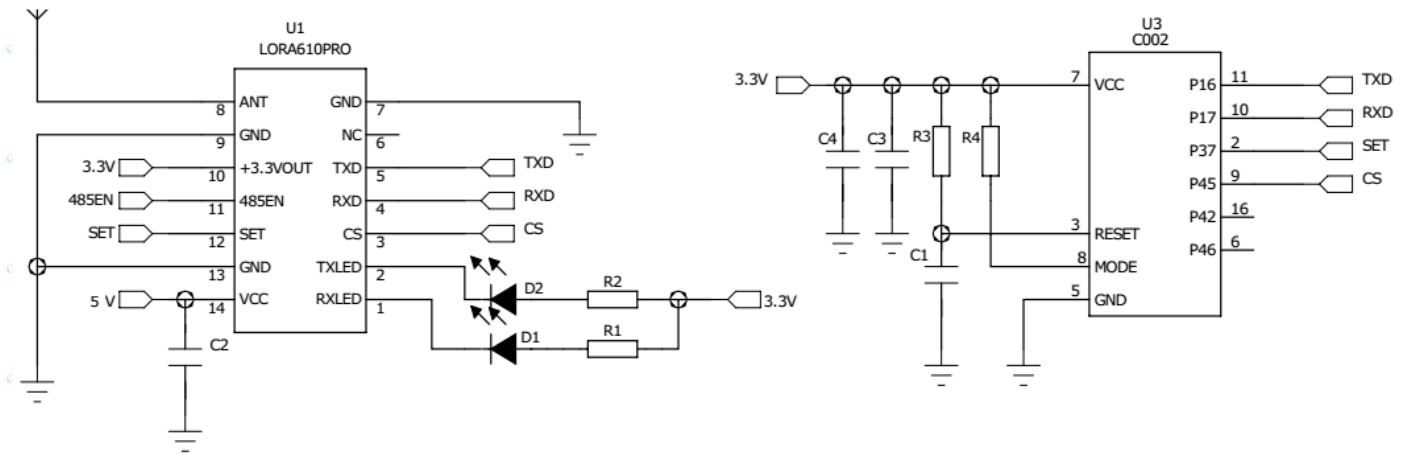 U1
LORA610PRO
8 ANT GND 7
9 GND NC 6
3.3V 10 +3.3VOUT TXD 5 TXD
485EN 11 485EN RXD 4 RXD
SET 12 SET CS 3 CS
13 GND TXLED 2
5 V 14 VCC RXLED 1
C2
D2 R2
3.3V
D1 R1
U3
C002
3.3V 7 VCC P16 11 TXD
P17 10 RXD
C4 C3 R3 R4
P37 2 SET
P45 9 CS
P42 16
3 RESET
P46 6
C1
8 MODE
5 GND